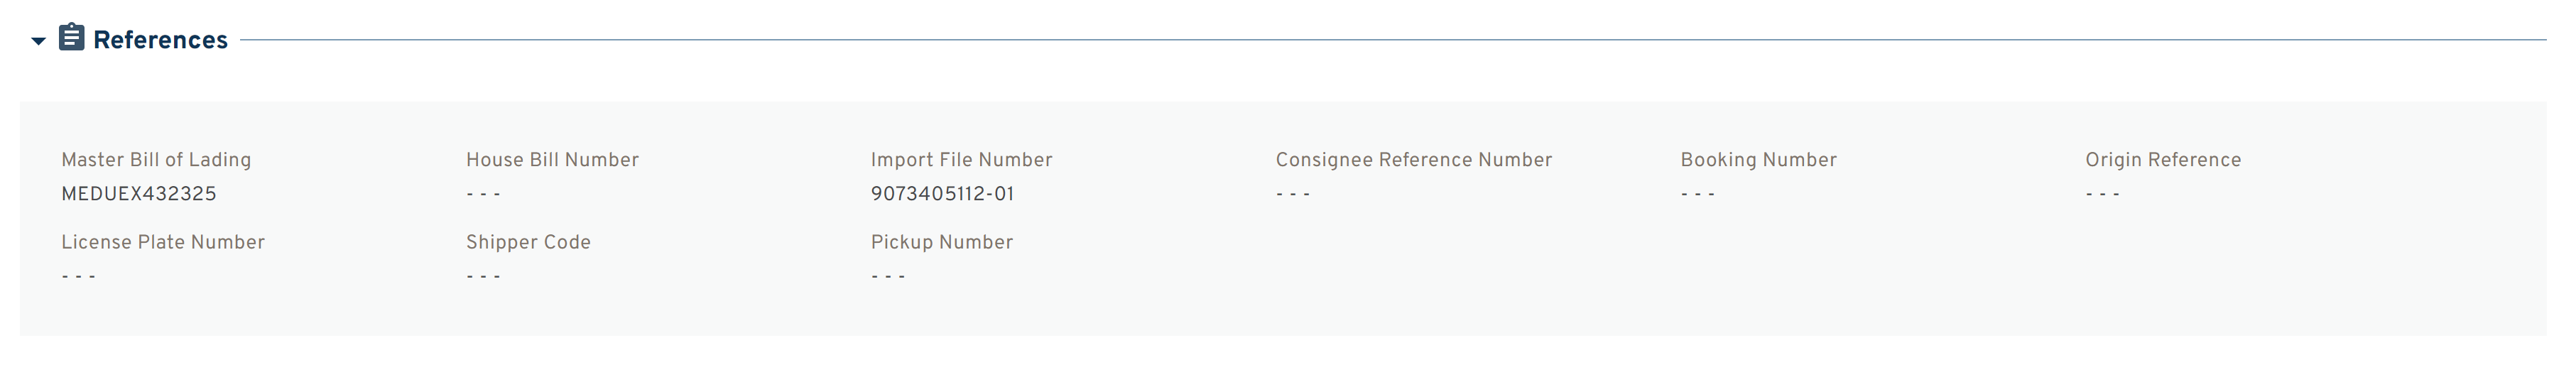 References
Master Bill of Lading House Bill Number Import File Number Consignee Reference Number Booking Number Origin Reference
MEDUEX432325 - - - 9073405112-01 - - - - - - - - -
License Plate Number Shipper Code Pickup Number
- - - - - - - - -